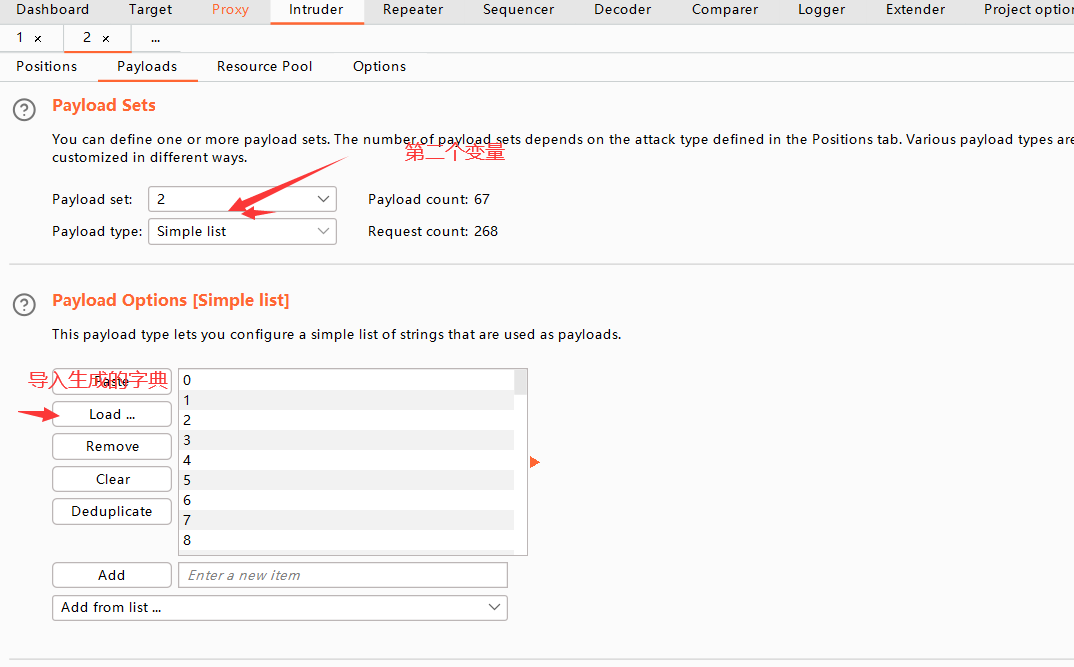 Dashboard Target Proxy Intruder Repeater Sequencer Decoder Comparer Logger Extender Project option
1 × 2 × ...
Positions Payloads Resource Pool Options
? Payload Sets
You can define one or more payload sets. The number of payload sets depends on the attack type defined in the Positions tab. Various payload types are
customized in different ways.
第二个变量
Payload set: 2 Payload count: 67
Payload type: Simple list Request count: 268
? Payload Options [Simple list]
This payload type lets you configure a simple list of strings that are used as payloads.
导入生成的字典
Paste
Load ...
Remove
Clear
Deduplicate
0
1
2
3
4
5
6
7
8
Add Enter a new item
Add from list ...